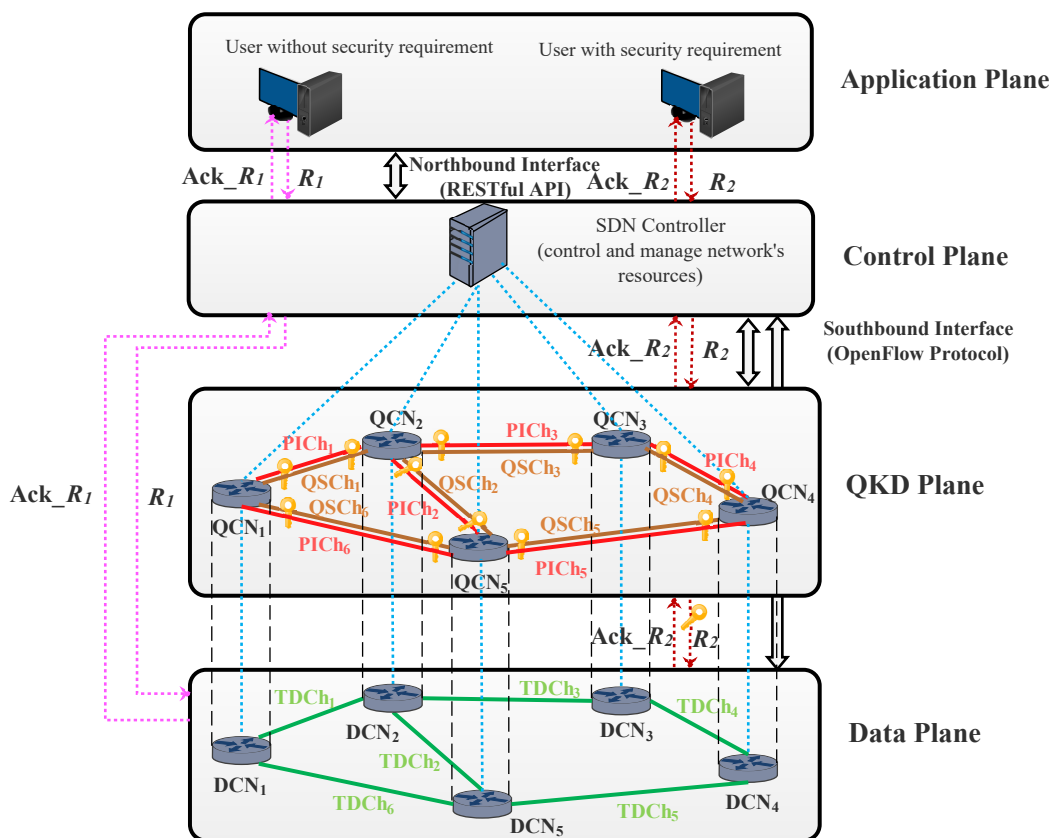 User without security requirement
User with security requirement
Application Plane
Ack_R1
R1
Northbound Interface
(RESTful API)
Ack_R2
R2
SDN Controller
(control and manage network's
resources)
Control Plane
Southbound Interface
(OpenFlow Protocol)
Ack_R2
R2
Ack_R1
R1
QKD Plane
QCN1
QCN2
QCN3
QCN4
QCN5
PICh1
PICh2
PICh3
PICh4
PICh5
PICh6
QSCh1
QSCh2
QSCh3
QSCh4
QSCh5
QSCh6
Ack_R2
R2
Data Plane
TDCh1
TDCh2
TDCh3
TDCh4
TDCh5
TDCh6
DCN1
DCN2
DCN3
DCN4
DCN5